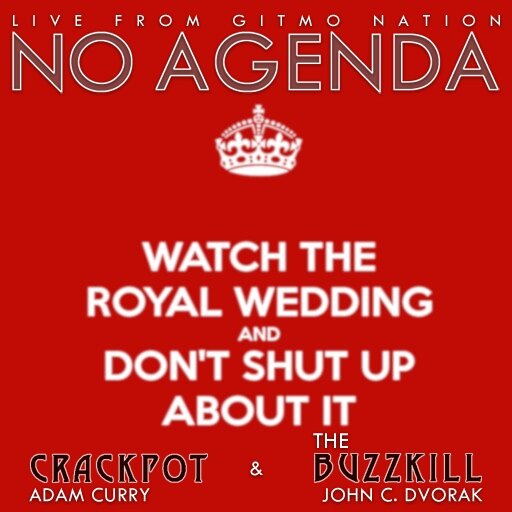 LIVE FROM GITMO NATION
NO AGENDA
WATCH THE
ROYAL WEDDING
AND
DON'T SHUT UP
ABOUT IT
CRACKPOT & THE BUZZKILL
ADAM CURRY JOHN C. DVORAK